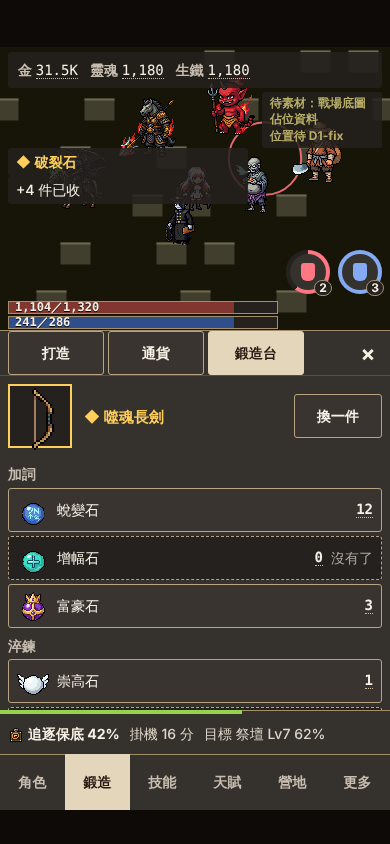 金 31.5K 靈魂 1,180 生鐵 1,180
待素材：戰場底圖
佔位資料
位置待 D1-fix
◆ 破裂石
+4 件已收
2
3
1,104／1,320
241／286
打造
通貨
鍛造台
×
◆ 噬魂長劍
換一件
加詞
蛻變石
12
增幅石
0 沒有了
富豪石
3
淬鍊
崇高石
1
追逐保底 42% 掛機 16 分 目標 祭壇 Lv7 62%
角色
鍛造
技能
天賦
營地
更多